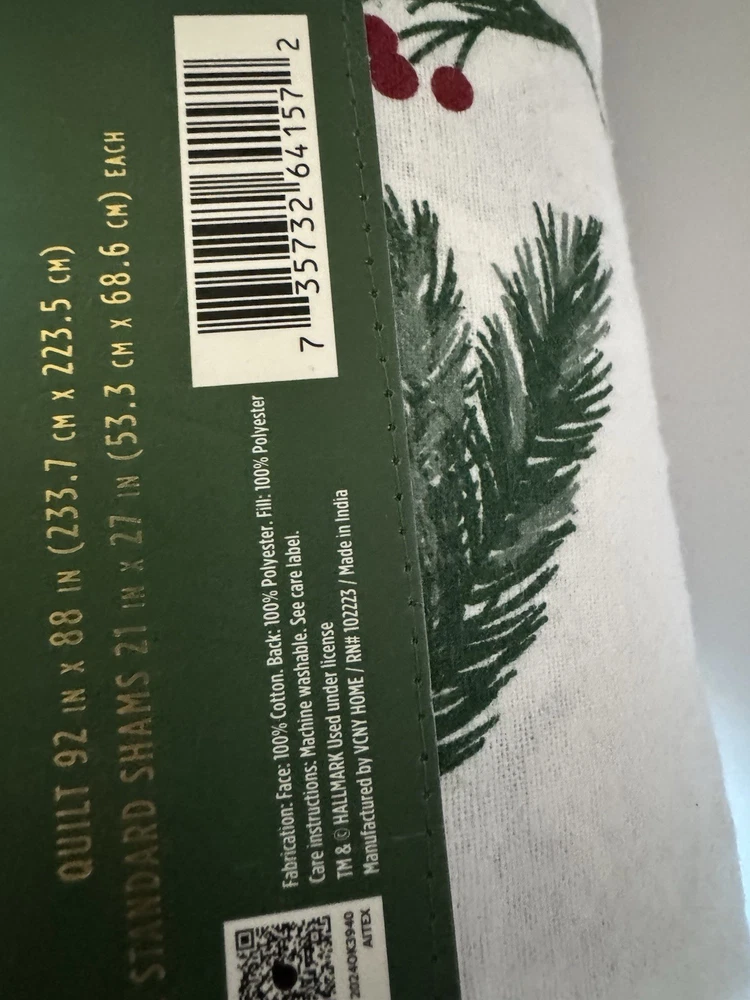 QUILT 92 IN X 88 IN (233.7 CM X 223.5 CM)
STANDARD SHAMS 21 IN X 27 IN (53.3 CM X 68.6 CM) EACH
7 35732 64157 2
Fabrication: Face: 100% Cotton. Back: 100% Polyester. Fill: 100% Polyester
Care instructions: Machine washable. See care label.
TM & © HALLMARK Used under license
Manufactured by VCNY HOME / RN# 102223 / Made in India
2024OK3940
AITEX